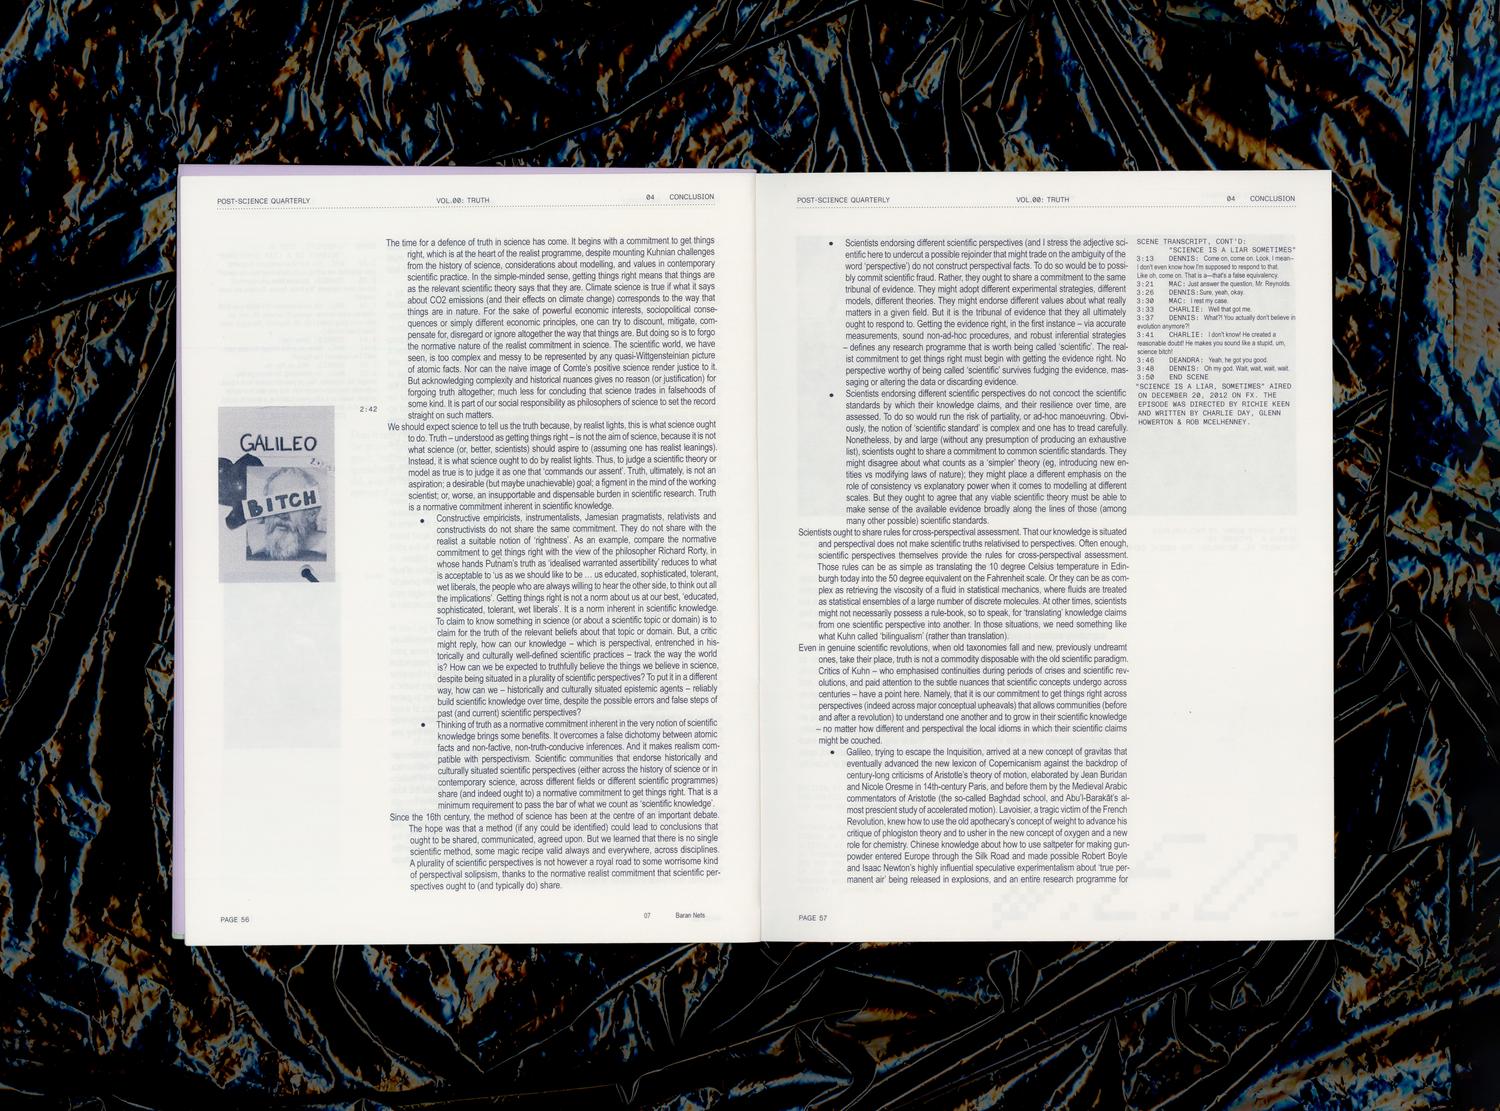 POST-SCIENCE QUARTERLY
VOL.00: TRUTH
04 CONCLUSION
The time for a defence of truth in science has come. It begins with a commitment to get things
right, which is at the heart of the realist programme, despite mounting Kuhnian challenges
from the history of science, considerations about modelling, and values in contemporary
scientific practice. In the simple-minded sense, getting things right means that things are
as the relevant scientific theory says that they are. Climate science is true if what it says
about CO2 emissions (and their effects on climate change) corresponds to the way that
things are in nature. For the sake of powerful economic interests, sociopolitical conse-
quences or simply different economic principles, one can try to discount, mitigate, com-
pensate for, disregard or ignore altogether the way that things are. But doing so is to forgo
the normative nature of the realist commitment in science. The scientific world, we have
seen, is too complex and messy to be represented by any quasi-Wittgensteinian picture
of atomic facts. Nor can the naive image of Comte's positive science render justice to it.
But acknowledging complexity and historical nuances gives no reason (or justification) for
forgoing truth altogether; much less for concluding that science trades in falsehoods of
some kind. It is part of our social responsibility as philosophers of science to set the record
straight on such matters.
2:42
GALILEO
BITCH
We should expect science to tell us the truth because, by realist lights, this is what science ought
to do. Truth – understood as getting things right – is not the aim of science, because it is not
what science (or, better, scientists) should aspire to (assuming one has realist leanings).
Instead, it is what science ought to do by realist lights. Thus, to judge a scientific theory or
model as true is to judge it as one that 'commands our assent'. Truth, ultimately, is not an
aspiration; a desirable (but maybe unachievable) goal; a figment in the mind of the working
scientist; or, worse, an insupportable and dispensable burden in scientific research. Truth
is a normative commitment inherent in scientific knowledge.
● Constructive empiricists, instrumentalists, Jamesian pragmatists, relativists and
constructivists do not share the same commitment. They do not share with the
realist a suitable notion of 'rightness'. As an example, compare the normative
commitment to get things right with the view of the philosopher Richard Rorty, in
whose hands Putnam's truth as 'idealised warranted assertibility' reduces to what
is acceptable to 'us as we should like to be … us educated, sophisticated, tolerant,
wet liberals, the people who are always willing to hear the other side, to think out all
the implications'. Getting things right is not a norm about us at our best, 'educated,
sophisticated, tolerant, wet liberals'. It is a norm inherent in scientific knowledge.
To claim to know something in science (or about a scientific topic or domain) is to
claim for the truth of the relevant beliefs about that topic or domain. But, a critic
might reply, how can our knowledge – which is perspectival, entrenched in his-
torically and culturally well-defined scientific practices – track the way the world
is? How can we be expected to truthfully believe the things we believe in science,
despite being situated in a plurality of scientific perspectives? To put it in a different
way, how can we – historically and culturally situated epistemic agents – reliably
build scientific knowledge over time, despite the possible errors and false steps of
past (and current) scientific perspectives?
● Thinking of truth as a normative commitment inherent in the very notion of scientific
knowledge brings some benefits. It overcomes a false dichotomy between atomic
facts and non-factive, non-truth-conducive inferences. And it makes realism com-
patible with perspectivism. Scientific communities that endorse historically and
culturally situated scientific perspectives (either across the history of science or in
contemporary science, across different fields or different scientific programmes)
share (and indeed ought to) a normative commitment to get things right. That is a
minimum requirement to pass the bar of what we count as 'scientific knowledge'.
Since the 16th century, the method of science has been at the centre of an important debate.
The hope was that a method (if any could be identified) could lead to conclusions that
ought to be shared, communicated, agreed upon. But we learned that there is no single
scientific method, some magic recipe valid always and everywhere, across disciplines.
A plurality of scientific perspectives is not however a royal road to some worrisome kind
of perspectival solipsism, thanks to the normative realist commitment that scientific per-
spectives ought to (and typically do) share.
PAGE 56
07 Baran Nets
POST-SCIENCE QUARTERLY
VOL.00: TRUTH
04 CONCLUSION
● Scientists endorsing different scientific perspectives (and I stress the adjective sci-
entific here to undercut a possible rejoinder that might trade on the ambiguity of the
word 'perspective') do not construct perspectival facts. To do so would be to possi-
bly commit scientific fraud. Rather, they ought to share a commitment to the same
tribunal of evidence. They might adopt different experimental strategies, different
models, different theories. They might endorse different values about what really
matters in a given field. But it is the tribunal of evidence that they all ultimately
ought to respond to. Getting the evidence right, in the first instance – via accurate
measurements, sound non-ad-hoc procedures, and robust inferential strategies
– defines any research programme that is worth being called 'scientific'. The real-
ist commitment to get things right must begin with getting the evidence right. No
perspective worthy of being called 'scientific' survives fudging the evidence, mas-
saging or altering the data or discarding evidence.
● Scientists endorsing different scientific perspectives do not concoct the scientific
standards by which their knowledge claims, and their resilience over time, are
assessed. To do so would run the risk of partiality, or ad-hoc manoeuvring. Obvi-
ously, the notion of 'scientific standard' is complex and one has to tread carefully.
Nonetheless, by and large (without any presumption of producing an exhaustive
list), scientists ought to share a commitment to common scientific standards. They
might disagree about what counts as a 'simpler' theory (eg, introducing new en-
tities vs modifying laws of nature); they might place a different emphasis on the
role of consistency vs explanatory power when it comes to modelling at different
scales. But they ought to agree that any viable scientific theory must be able to
make sense of the available evidence broadly along the lines of those (among
many other possible) scientific standards.
Scientists ought to share rules for cross-perspectival assessment. That our knowledge is situated
and perspectival does not make scientific truths relativised to perspectives. Often enough,
scientific perspectives themselves provide the rules for cross-perspectival assessment.
Those rules can be as simple as translating the 10 degree Celsius temperature in Edin-
burgh today into the 50 degree equivalent on the Fahrenheit scale. Or they can be as com-
plex as retrieving the viscosity of a fluid in statistical mechanics, where fluids are treated
as statistical ensembles of a large number of discrete molecules. At other times, scientists
might not necessarily possess a rule-book, so to speak, for 'translating' knowledge claims
from one scientific perspective into another. In those situations, we need something like
what Kuhn called 'bilingualism' (rather than translation).
Even in genuine scientific revolutions, when old taxonomies fall and new, previously undreamt
ones, take their place, truth is not a commodity disposable with the old scientific paradigm.
Critics of Kuhn – who emphasised continuities during periods of crises and scientific rev-
olutions, and paid attention to the subtle nuances that scientific concepts undergo across
centuries – have a point here. Namely, that it is our commitment to get things right across
perspectives (indeed across major conceptual upheavals) that allows communities (before
and after a revolution) to understand one another and to grow in their scientific knowledge
– no matter how different and perspectival the local idioms in which their scientific claims
might be couched.
● Galileo, trying to escape the Inquisition, arrived at a new concept of gravitas that
eventually advanced the new lexicon of Copernicanism against the backdrop of
century-long criticisms of Aristotle's theory of motion, elaborated by Jean Buridan
and Nicole Oresme in 14th-century Paris, and before them by the Medieval Arabic
commentators of Aristotle (the so-called Baghdad school, and Abu'l-Barakāt's al-
most prescient study of accelerated motion). Lavoisier, a tragic victim of the French
Revolution, knew how to use the old apothecary's concept of weight to advance his
critique of phlogiston theory and to usher in the new concept of oxygen and a new
role for chemistry. Chinese knowledge about how to use saltpeter for making gun-
powder entered Europe through the Silk Road and made possible Robert Boyle
and Isaac Newton's highly influential speculative experimentalism about 'true per-
manent air' being released in explosions, and an entire research programme for
SCENE TRANSCRIPT, CONT'D:
"SCIENCE IS A LIAR SOMETIMES"
3:13 DENNIS: Come on, come on. Look, I mean–
I don't even know how I'm supposed to respond to that.
Like oh, come on. That is a—that's a false equivalency.
3:21 MAC: Just answer the question, Mr. Reynolds.
3:26 DENNIS: Sure, yeah, okay.
3:30 MAC: I rest my case.
3:33 CHARLIE: Well that got me.
3:37 DENNIS: What?! You actually don't believe in
evolution anymore?!
3:41 CHARLIE: I don't know! He created a
reasonable doubt! He makes you sound like a stupid, um,
science bitch!
3:46 DEANDRA: Yeah, he got you good.
3:48 DENNIS: Oh my god. Wait, wait, wait, wait.
3:50 END SCENE
"SCIENCE IS A LIAR, SOMETIMES" AIRED
ON DECEMBER 20, 2012 ON FX. THE
EPISODE WAS DIRECTED BY RICHIE KEEN
AND WRITTEN BY CHARLIE DAY, GLENN
HOWERTON & ROB MCELHENNEY.
PAGE 57